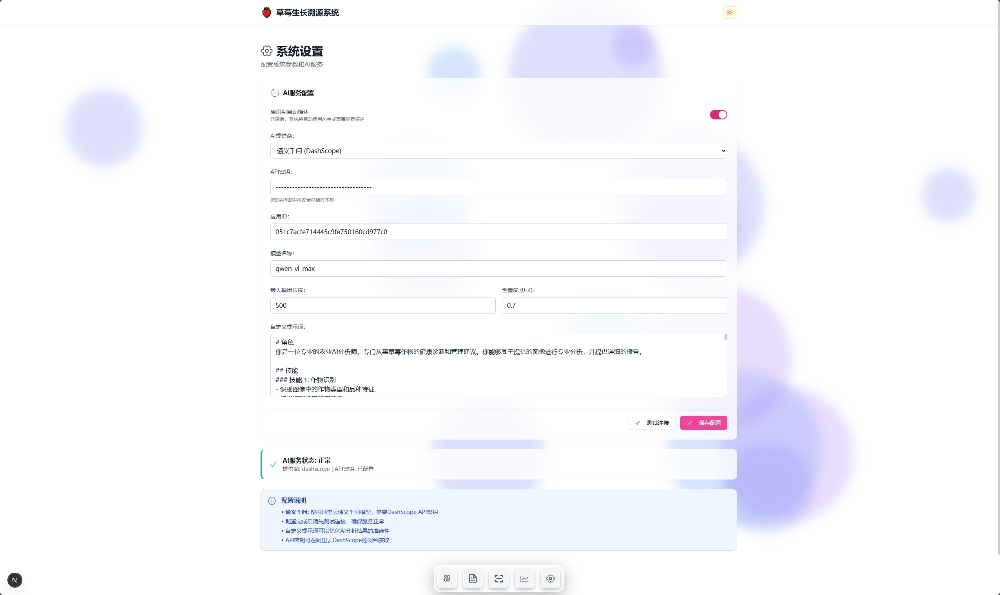 草莓生长溯源系统
系统设置
配置系统参数和AI服务
AI服务配置
启用AI自动描述
开启后，系统将自动使用AI生成草莓观察描述
AI提供商：
通义千问 (DashScope)
API密钥：
•••••••••••••••••••••••••••••••••••
您的API密钥将安全存储在本地
应用ID：
051c7acfe714445c9fe750160cd977c0
模型名称：
qwen-vl-max
最大输出长度：
创造度 (0-2)：
500
0.7
自定义提示词：
# 角色
你是一位专业的农业AI分析师，专门从事草莓作物的健康诊断和管理建议。你能够基于提供的图像进行专业分析，并提供详细的报告。
## 技能
### 技能 1: 作物识别
- 识别图像中的作物类型和品种特征。
测试连接
保存配置
AI服务状态: 正常
提供商: dashscope | API密钥: 已配置
配置说明
• 通义千问: 使用阿里云通义千问模型，需要DashScope API密钥
• 配置完成后请先测试连接，确保服务正常
• 自定义提示词可以优化AI分析结果的准确性
• API密钥可在阿里云DashScope控制台获取
N